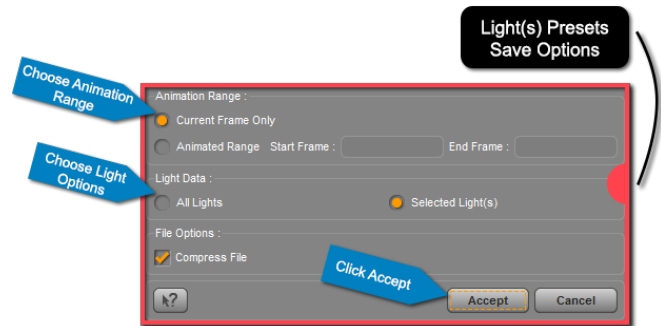 Light(s) Presets
Save Options
Choose Animation
Range
Animation Range :
Current Frame Only
Animated Range Start Frame : End Frame :
Choose Light
Options
Light Data :
All Lights Selected Light(s)
File Options :
Compress File
Click Accept
? Accept Cancel